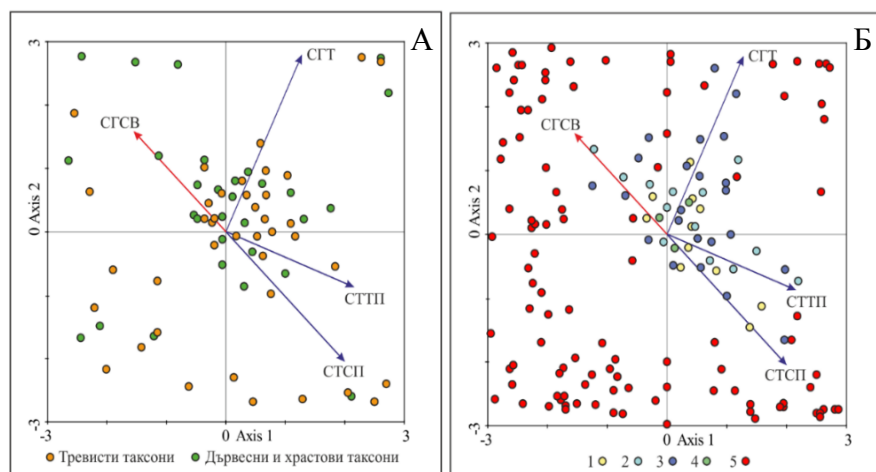 А
3
СГТ
СГСВ
Axis 2
0
СТТП
СТСП
-3
-3
0
Axis 1
3
Тревисти таксони
Дървесни и храстови таксони
Б
3
СГТ
СГСВ
Axis 2
0
СТТП
СТСП
-3
-3
0
Axis 1
3
1 2 3 4 5